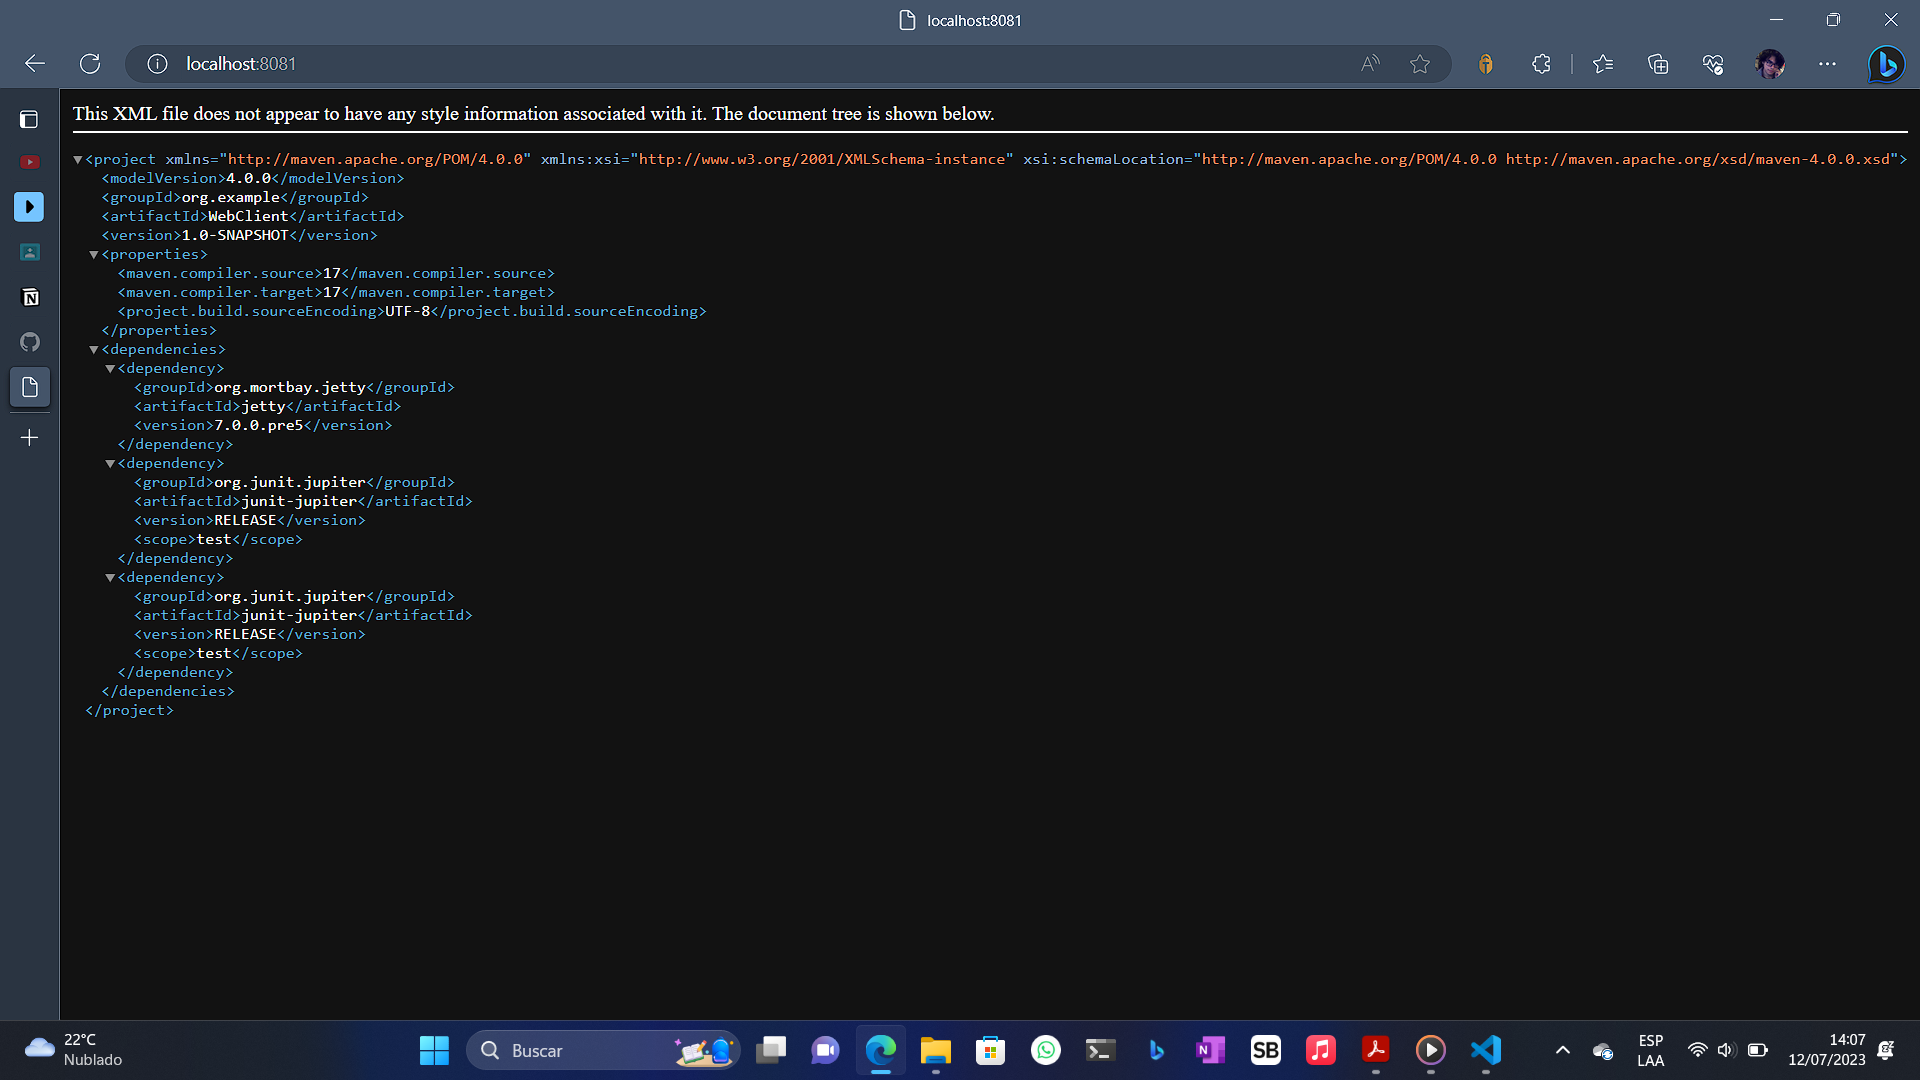 localhost:8081
localhost:8081
This XML file does not appear to have any style information associated with it. The document tree is shown below.
▼<project xmlns="http://maven.apache.org/POM/4.0.0" xmlns:xsi="http://www.w3.org/2001/XMLSchema-instance" xsi:schemaLocation="http://maven.apache.org/POM/4.0.0 http://maven.apache.org/xsd/maven-4.0.0.xsd">
<modelVersion>4.0.0</modelVersion>
<groupId>org.example</groupId>
<artifactId>WebClient</artifactId>
<version>1.0-SNAPSHOT</version>
▼<properties>
<maven.compiler.source>17</maven.compiler.source>
<maven.compiler.target>17</maven.compiler.target>
<project.build.sourceEncoding>UTF-8</project.build.sourceEncoding>
</properties>
▼<dependencies>
▼<dependency>
<groupId>org.mortbay.jetty</groupId>
<artifactId>jetty</artifactId>
<version>7.0.0.pre5</version>
</dependency>
▼<dependency>
<groupId>org.junit.jupiter</groupId>
<artifactId>junit-jupiter</artifactId>
<version>RELEASE</version>
<scope>test</scope>
</dependency>
▼<dependency>
<groupId>org.junit.jupiter</groupId>
<artifactId>junit-jupiter</artifactId>
<version>RELEASE</version>
<scope>test</scope>
</dependency>
</dependencies>
</project>
22°C
Nublado
Buscar
SB
ESP
LAA
14:07
12/07/2023